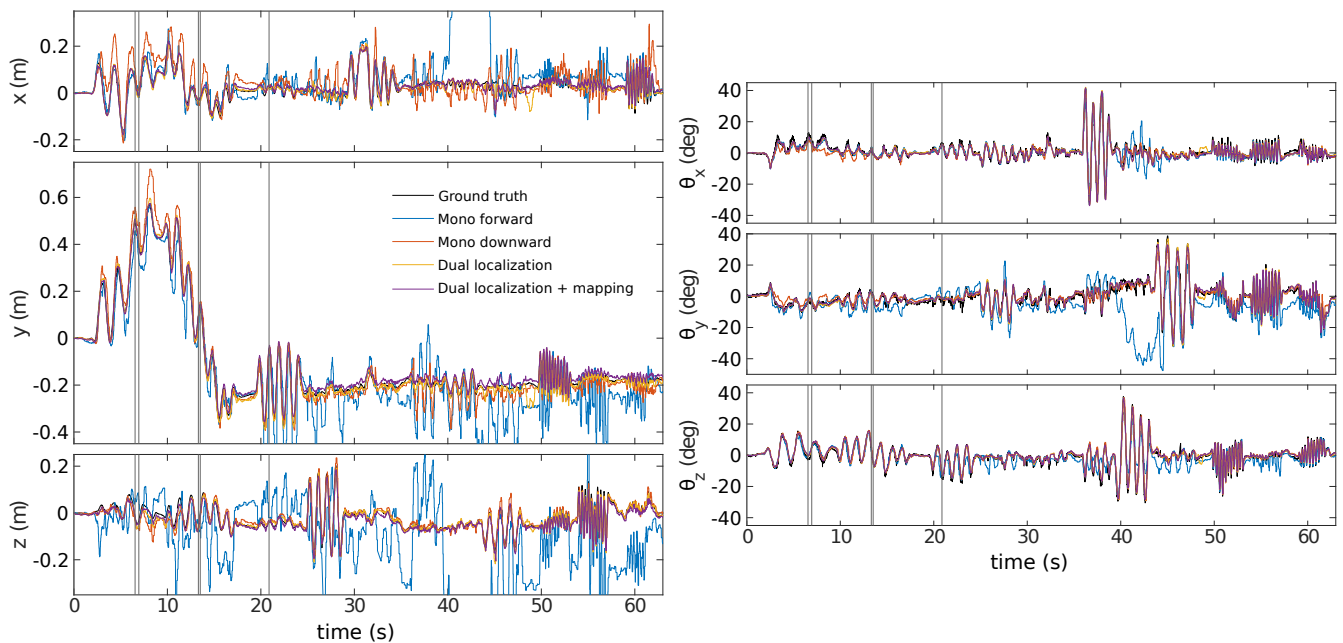 x (m)
0.2
0
-0.2
y (m)
0.6
0.4
0.2
0
-0.2
-0.4
Ground truth
Mono forward
Mono downward
Dual localization
Dual localization + mapping
z (m)
0.2
0
-0.2
0 10 20 30 40 50 60
time (s)
θx (deg)
40
20
0
-20
-40
θy (deg)
40
20
0
-20
-40
θz (deg)
40
20
0
-20
-40
0 10 20 30 40 50 60
time (s)